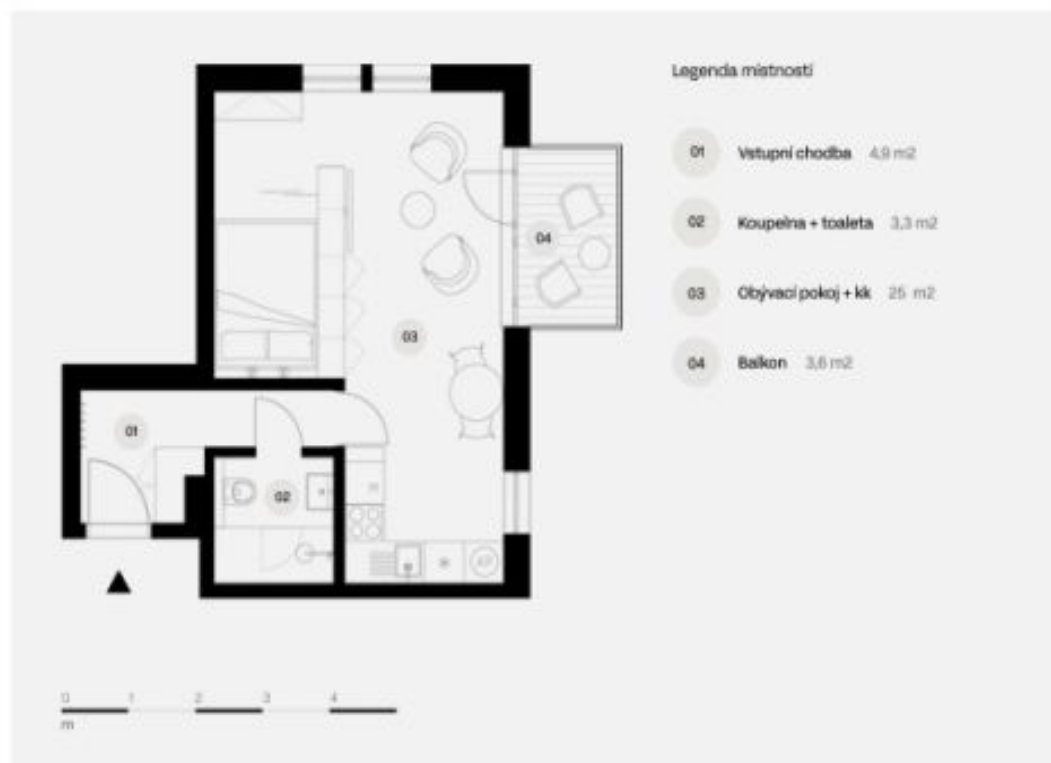 Legenda místností
01 Vstupní chodba 4,9 m2
02 Koupelna + toaleta 3,3 m2
03 Obývací pokoj + kk 25 m2
04 Balkon 3,6 m2
04
03
01
02
0 1 2 3 4
m